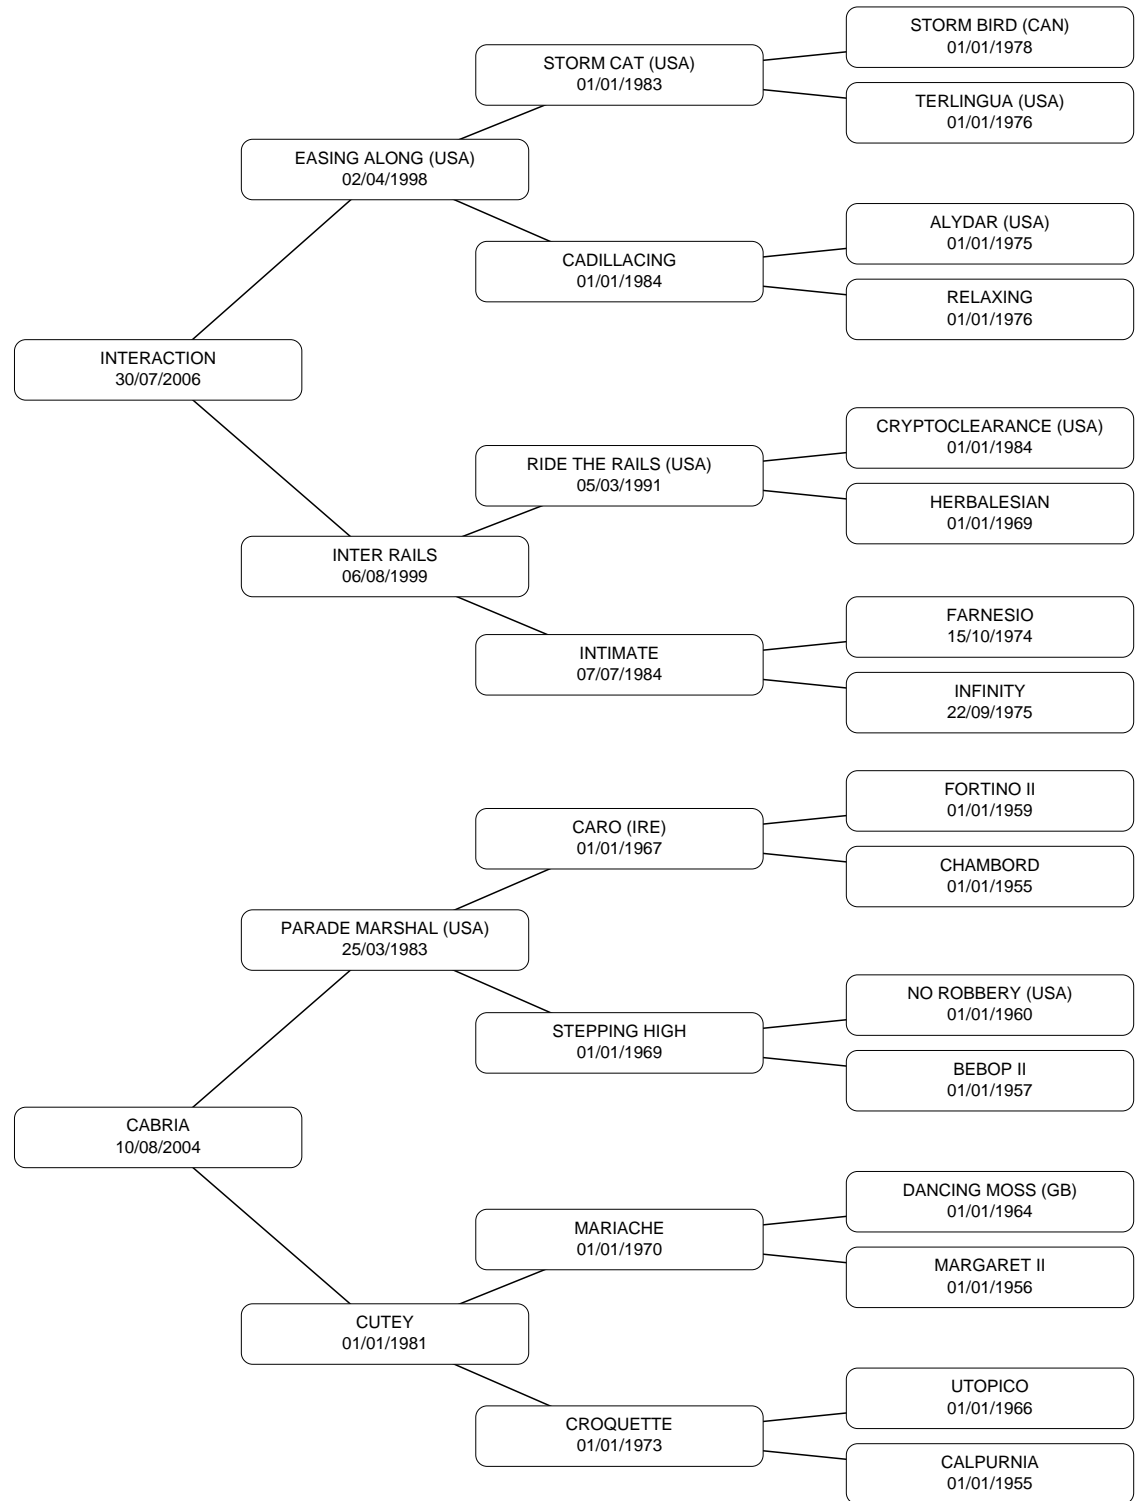 STORM BIRD (CAN)
01/01/1978
STORM CAT (USA)
01/01/1983
TERLINGUA (USA)
01/01/1976
EASING ALONG (USA)
02/04/1998
ALYDAR (USA)
01/01/1975
CADILLACING
01/01/1984
RELAXING
01/01/1976
INTERACTION
30/07/2006
CRYPTOCLEARANCE (USA)
01/01/1984
RIDE THE RAILS (USA)
05/03/1991
HERBALESIAN
01/01/1969
INTER RAILS
06/08/1999
FARNESIO
15/10/1974
INTIMATE
07/07/1984
INFINITY
22/09/1975
FORTINO II
01/01/1959
CARO (IRE)
01/01/1967
CHAMBORD
01/01/1955
PARADE MARSHAL (USA)
25/03/1983
NO ROBBERY (USA)
01/01/1960
STEPPING HIGH
01/01/1969
BEBOP II
01/01/1957
CABRIA
10/08/2004
DANCING MOSS (GB)
01/01/1964
MARIACHE
01/01/1970
MARGARET II
01/01/1956
CUTEY
01/01/1981
UTOPICO
01/01/1966
CROQUETTE
01/01/1973
CALPURNIA
01/01/1955